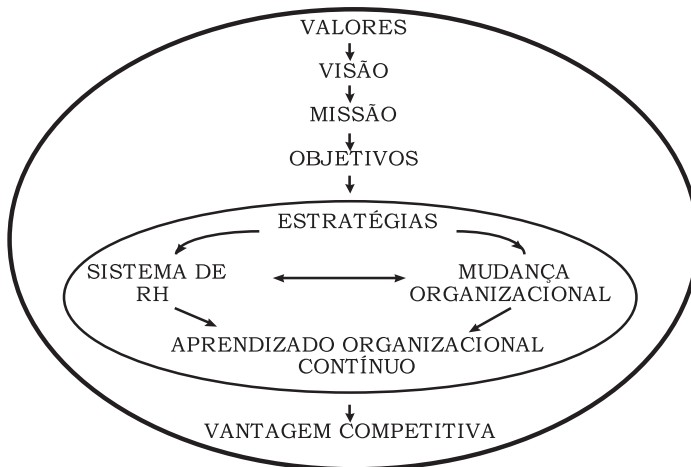 VALORES
VISÃO
MISSÃO
OBJETIVOS
ESTRATÉGIAS
SISTEMA DE
RH
MUDANÇA
ORGANIZACIONAL
APRENDIZADO ORGANIZACIONAL
CONTÍNUO
VANTAGEM COMPETITIVA